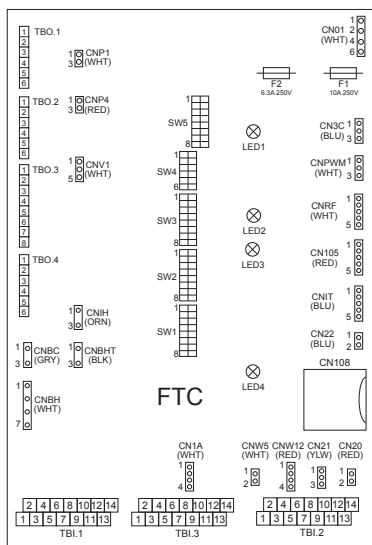 1 TBO.1
2
3
4
5
6
1 CNP1
3 (WHT)
CN01 1
(WHT) 2
4
6
F2
6.3A 250V
F1
10A 250V
1 TBO.2
2
3
4
5
6
1 CNP4
3 (RED)
1
SW5
8
LED1
CN3C 1
(BLU) 3
1 TBO.3
2
3
4
5
6
7
8
1 CNV1
5 (WHT)
1
SW4
6
CNPWM 1
(WHT) 3
1
SW3
8
LED2
CNRF 1
(WHT)
5
1 TBO.4
2
3
4
5
6
1
SW2
8
LED3
CN105 1
(RED)
5
1 CNIH
3 (ORN)
1
SW1
8
CNIT 1
(BLU)
5
1 CNBC
3 (GRY)
1 CNBHT
3 (BLK)
CN22 1
(BLU) 2
1 CNBH
(WHT)
7
FTC
LED4
CN108
CN1A
(WHT)
1
4
CNW5
(WHT)
1
2
CNW12
(RED)
1
4
CN21
(YLW)
1
3
CN20
(RED)
1
2
2 4 6 8 10 12 14
1 3 5 7 9 11 13
TBI.1
2 4 6 8 10 12 14
1 3 5 7 9 11 13
TBI.3
2 4 6 8 10 12 14
1 3 5 7 9 11 13
TBI.2